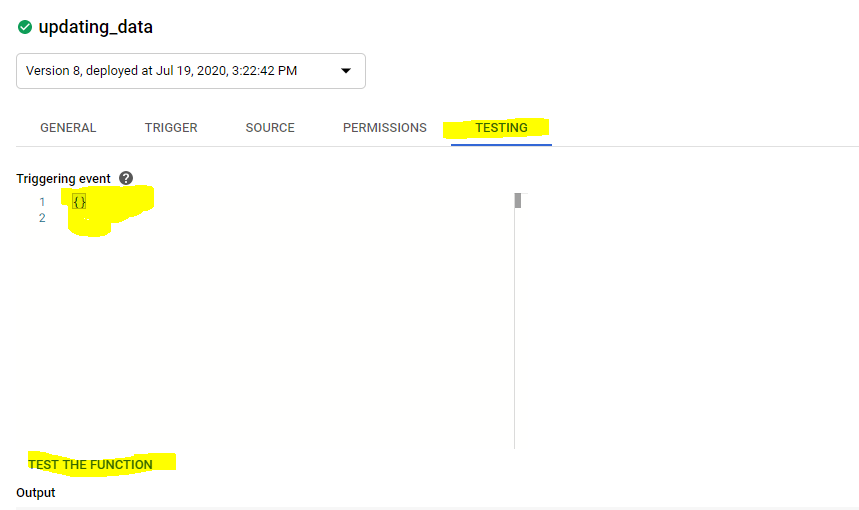 updating_data
Version 8, deployed at Jul 19, 2020, 3:22:42 PM
GENERAL TRIGGER SOURCE PERMISSIONS TESTING
Triggering event ?
1 {}
2
TEST THE FUNCTION
Output